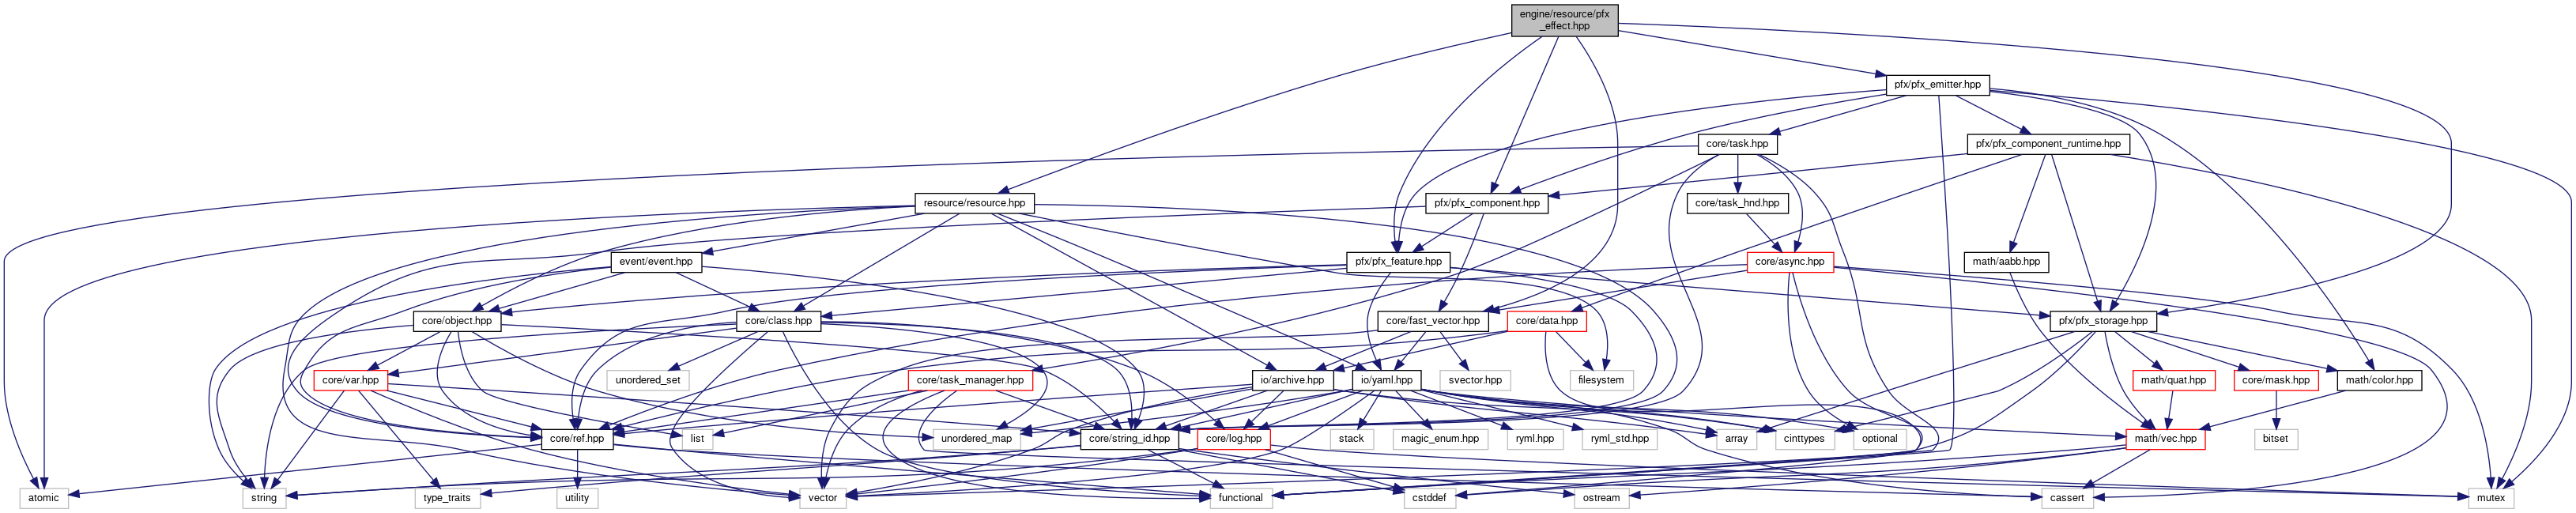 engine/resource/pfx
_effect.hpp
pfx/pfx_emitter.hpp
core/task.hpp
pfx/pfx_component_runtime.hpp
resource/resource.hpp
pfx/pfx_component.hpp
core/task_hnd.hpp
event/event.hpp
pfx/pfx_feature.hpp
core/async.hpp
math/aabb.hpp
core/object.hpp
core/class.hpp
core/fast_vector.hpp
core/data.hpp
pfx/pfx_storage.hpp
core/var.hpp
unordered_set
core/task_manager.hpp
io/archive.hpp
io/yaml.hpp
svector.hpp
filesystem
math/quat.hpp
core/mask.hpp
math/color.hpp
core/ref.hpp
list
unordered_map
core/string_id.hpp
core/log.hpp
stack
magic_enum.hpp
ryml.hpp
ryml_std.hpp
array
cinttypes
optional
math/vec.hpp
bitset
atomic
string
type_traits
utility
vector
functional
cstddef
ostream
cassert
mutex